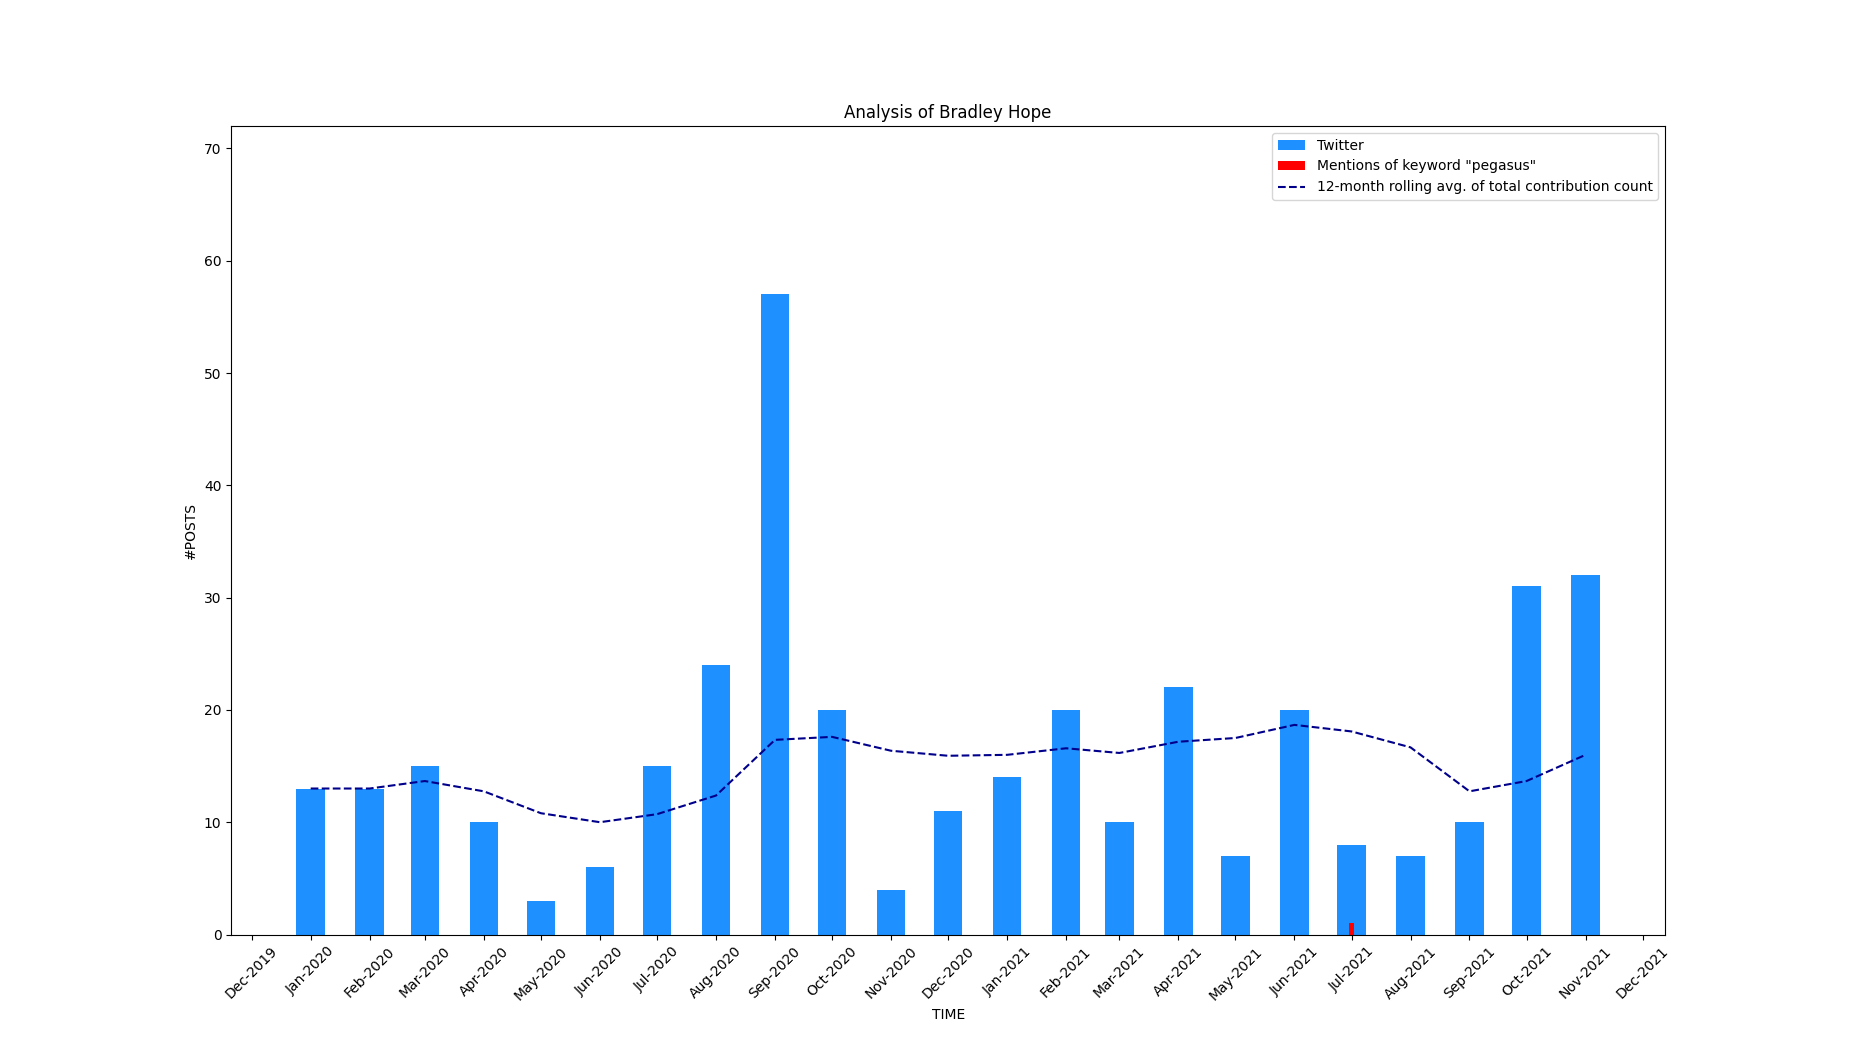 Analysis of Bradley Hope
Twitter
Mentions of keyword "pegasus"
12-month rolling avg. of total contribution count
70
60
50
40
30
20
10
0
#POSTS
Dec-2019
Jan-2020
Feb-2020
Mar-2020
Apr-2020
May-2020
Jun-2020
Jul-2020
Aug-2020
Sep-2020
Oct-2020
Nov-2020
Dec-2020
Jan-2021
Feb-2021
Mar-2021
Apr-2021
May-2021
Jun-2021
Jul-2021
Aug-2021
Sep-2021
Oct-2021
Nov-2021
Dec-2021
TIME